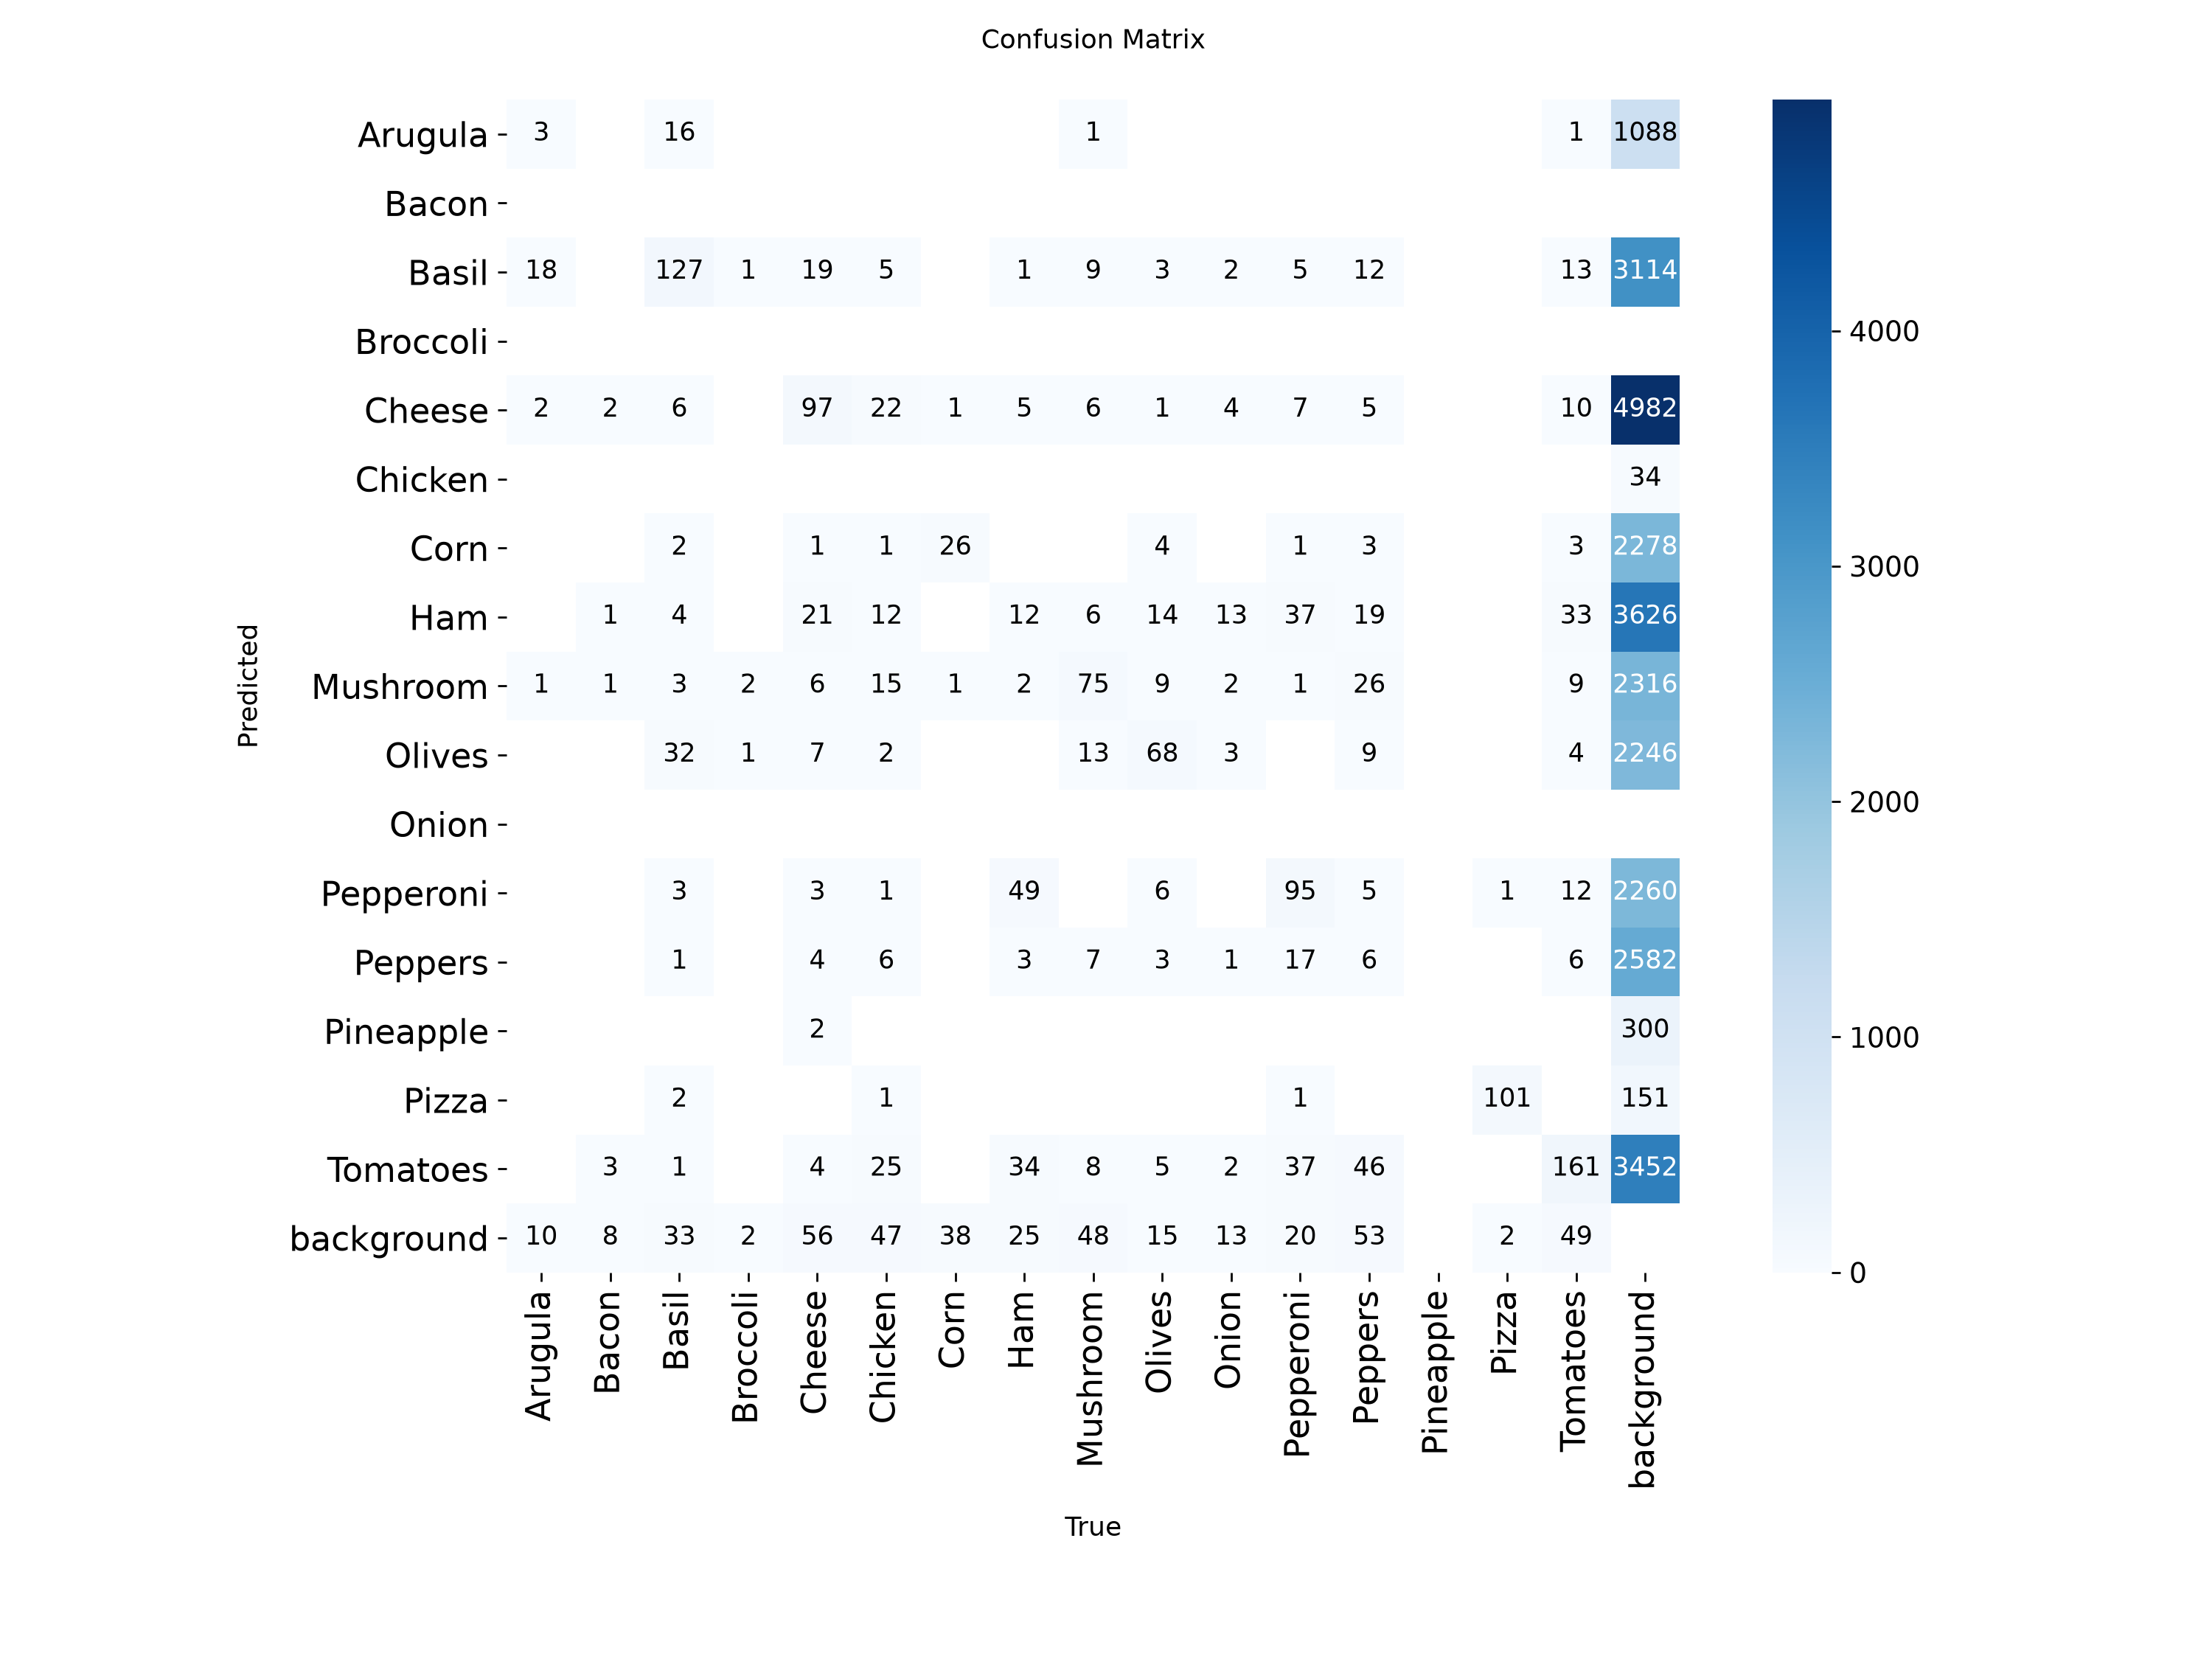 Confusion Matrix
Arugula 3 16 1 1 1088
Bacon
Basil 18 127 1 19 5 1 9 3 2 5 12 13 3114
Broccoli
4000
Cheese 2 2 6 97 22 1 5 6 1 4 7 5 10 4982
Chicken 34
Corn 2 1 1 26 4 1 3 3 2278
3000
Ham 1 4 21 12 12 6 14 13 37 19 33 3626
Predicted
Mushroom 1 1 3 2 6 15 1 2 75 9 2 1 26 9 2316
Olives 32 1 7 2 13 68 3 9 4 2246
2000
Onion
Pepperoni 3 3 1 49 6 95 5 1 12 2260
Peppers 1 4 6 3 7 3 1 17 6 6 2582
Pineapple 2 300
1000
Pizza 2 1 1 101 151
Tomatoes 3 1 4 25 34 8 5 2 37 46 161 3452
background 10 8 33 2 56 47 38 25 48 15 13 20 53 2 49
0
Arugula
Bacon
Basil
Broccoli
Cheese
Chicken
Corn
Ham
Mushroom
Olives
Onion
Pepperoni
Peppers
Pineapple
Pizza
Tomatoes
background
True